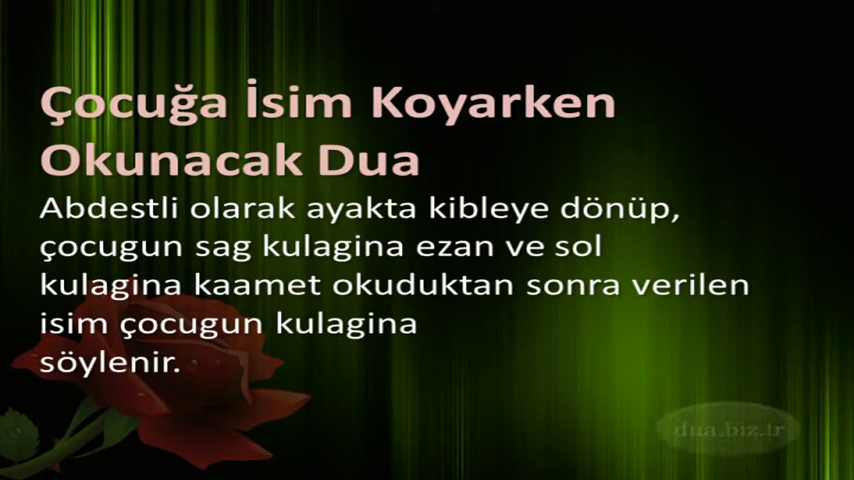 Çocuğa İsim Koyarken
Okunacak Dua
Abdestli olarak ayakta kibleye dönüp,
çocugun sag kulagina ezan ve sol
kulagina kaamet okuduktan sonra verilen
isim çocugun kulagina
söylenir.
dua.biz.tr